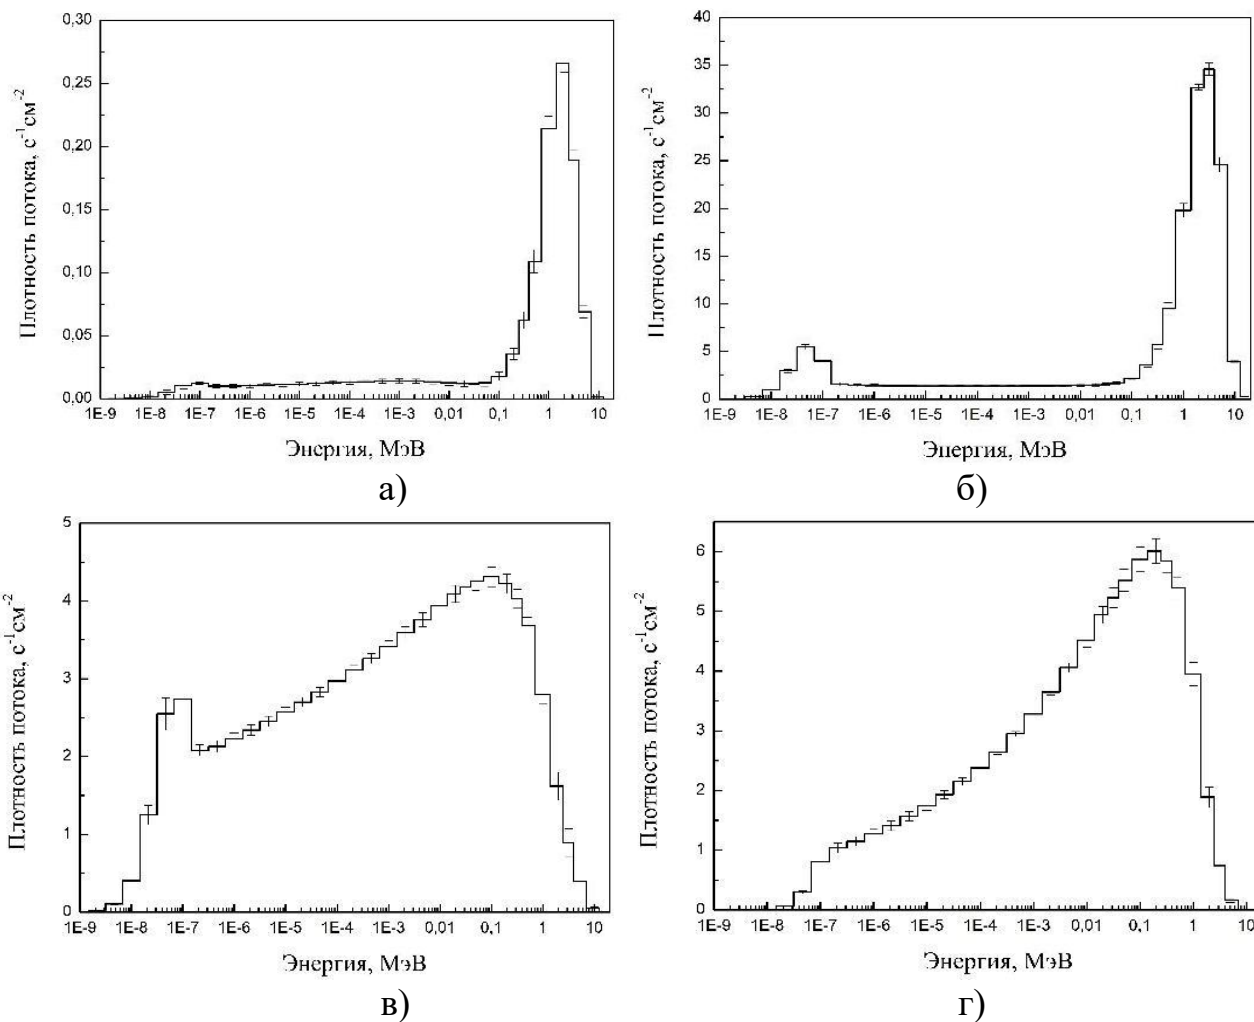 0,30
0,25
0,20
0,15
0,10
0,05
0,00
Плотность потока, с⁻¹см⁻²
1E-9 1E-8 1E-7 1E-6 1E-5 1E-4 1E-3 0,01 0,1 1 10
Энергия, МэВ
а)
40
35
30
25
20
15
10
5
0
Плотность потока, с⁻¹см⁻²
1E-9 1E-8 1E-7 1E-6 1E-5 1E-4 1E-3 0,01 0,1 1 10
Энергия, МэВ
б)
5
4
3
2
1
0
Плотность потока, с⁻¹см⁻²
1E-9 1E-8 1E-7 1E-6 1E-5 1E-4 1E-3 0,01 0,1 1 10
Энергия, МэВ
в)
6
5
4
3
2
1
0
Плотность потока, с⁻¹см⁻²
1E-9 1E-8 1E-7 1E-6 1E-5 1E-4 1E-3 0,01 0,1 1 10
Энергия, МэВ
г)